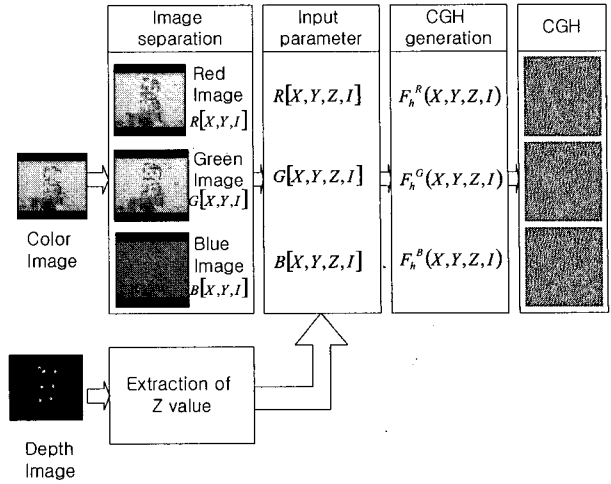 Image
separation
Input
parameter
CGH
generation
CGH
Red
Image
R[X,Y,I]
R[X,Y,Z,I]
F_h^R(X,Y,Z,I)
Green
Image
G[X,Y,I]
G[X,Y,Z,I]
F_h^G(X,Y,Z,I)
Color
Image
Blue
Image
B[X,Y,I]
B[X,Y,Z,I]
F_h^B(X,Y,Z,I)
Extraction of
Z value
Depth
Image